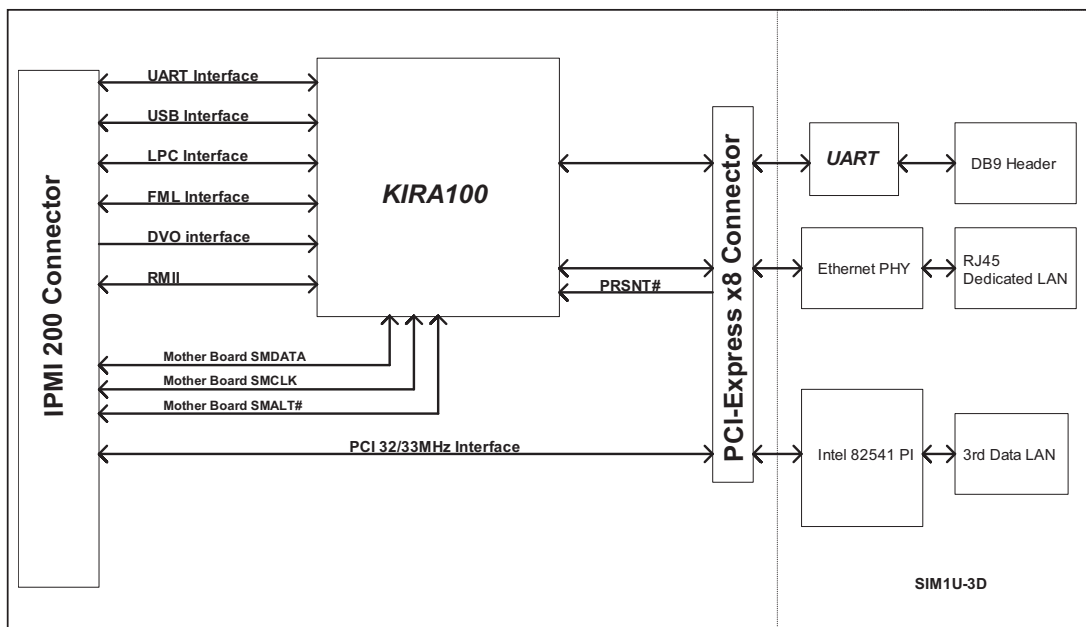 UART Interface
USB Interface
LPC Interface
FML Interface
DVO interface
RMII
IPMI 200 Connector
KIRA100
PRSNT#
Mother Board SMDATA
Mother Board SMCLK
Mother Board SMALT#
PCI 32/33MHz Interface
PCI-Express x8 Connector
UART
DB9 Header
Ethernet PHY
RJ45
Dedicated LAN
Intel 82541 PI
3rd Data LAN
SIM1U-3D